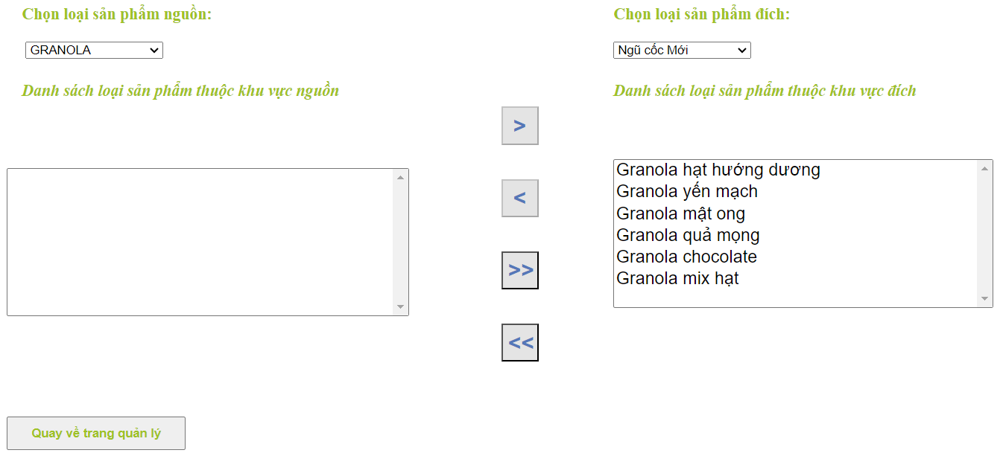 Chọn loại sản phẩm nguồn:
GRANOLA
Danh sách loại sản phẩm thuộc khu vực nguồn
>
<
>>
<<
Chọn loại sản phẩm đích:
Ngũ cốc Mới
Danh sách loại sản phẩm thuộc khu vực đích
Granola hạt hướng dương
Granola yến mạch
Granola mật ong
Granola quả mọng
Granola chocolate
Granola mix hạt
Quay về trang quản lý